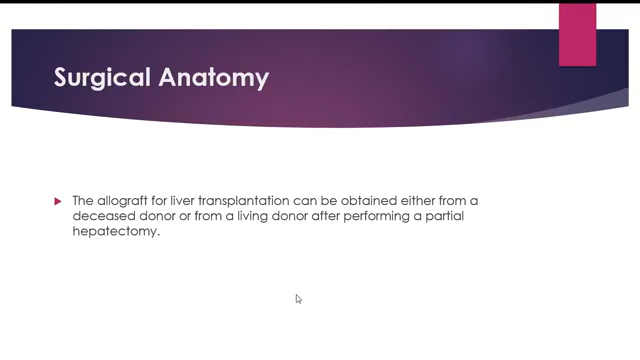 Surgical Anatomy
The allograft for liver transplantation can be obtained either from a
deceased donor or from a living donor after performing a partial
hepatectomy.